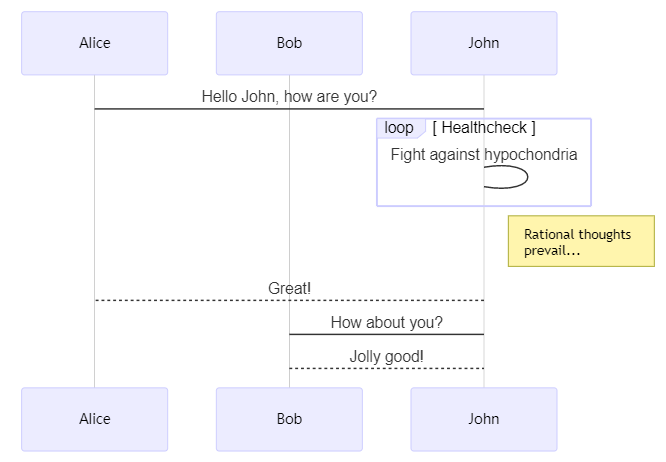 Alice
Bob
John
Hello John, how are you?
loop
[ Healthcheck ]
Fight against hypochondria
Rational thoughts
prevail...
Great!
How about you?
Jolly good!
Alice
Bob
John